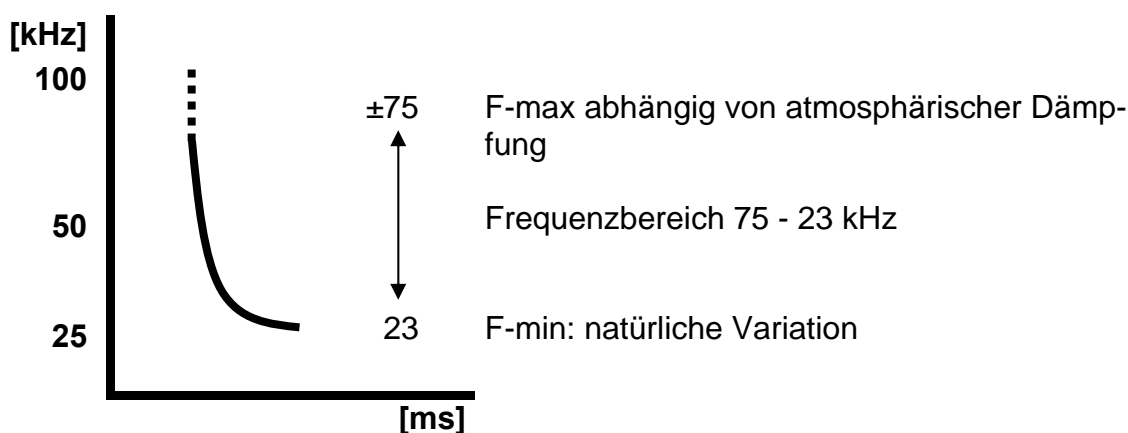 [kHz]
100
±75 F-max abhängig von atmosphärischer Dämp-
fung
50 Frequenzbereich 75 - 23 kHz
25 23 F-min: natürliche Variation
[ms]